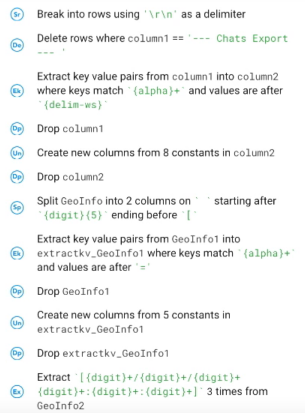 Sr Break into rows using `'\r\n'` as a delimiter
De Delete rows where column1 == `'--- Chats Export
--- '`
Ek Extract key value pairs from column1 into column2
where keys match `{alpha}+` and values are after
`{delim-ws}`
Dp Drop column1
Un Create new columns from 8 constants in column2
Dp Drop column2
Sp Split GeoInfo into 2 columns on ` ` starting after
`{digit}{5}` ending before `[`
Ek Extract key value pairs from GeoInfo1 into
extractkv_GeoInfo1 where keys match `{alpha}+`
and values are after `=`
Dp Drop GeoInfo1
Un Create new columns from 5 constants in
extractkv_GeoInfo1
Dp Drop extractkv_GeoInfo1
Ex Extract `[{digit}+/{digit}+/{digit}+
{digit}+:{digit}+:{digit}+]` 3 times from
GeoInfo2